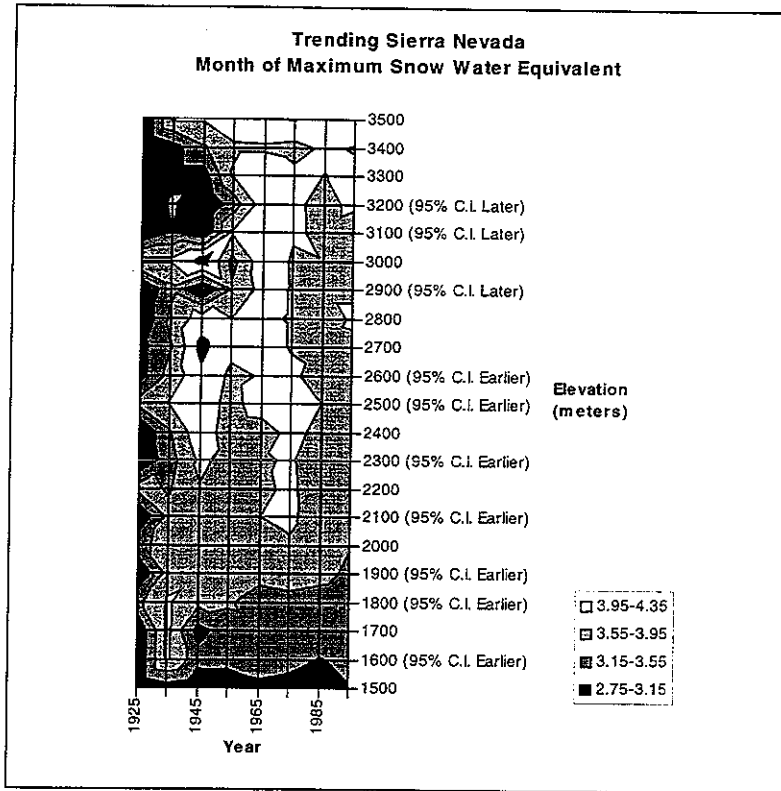 Trending Sierra Nevada
Month of Maximum Snow Water Equivalent
3500
3400
3300
3200 (95% C.I. Later)
3100 (95% C.I. Later)
3000
2900 (95% C.I. Later)
2800
2700
2600 (95% C.I. Earlier)
2500 (95% C.I. Earlier)
2400
2300 (95% C.I. Earlier)
2200
2100 (95% C.I. Earlier)
2000
1900 (95% C.I. Earlier)
1800 (95% C.I. Earlier)
1700
1600 (95% C.I. Earlier)
1500
Elevation
(meters)
3.95-4.35
3.55-3.95
3.15-3.55
2.75-3.15
1925 1945 1965 1985
Year